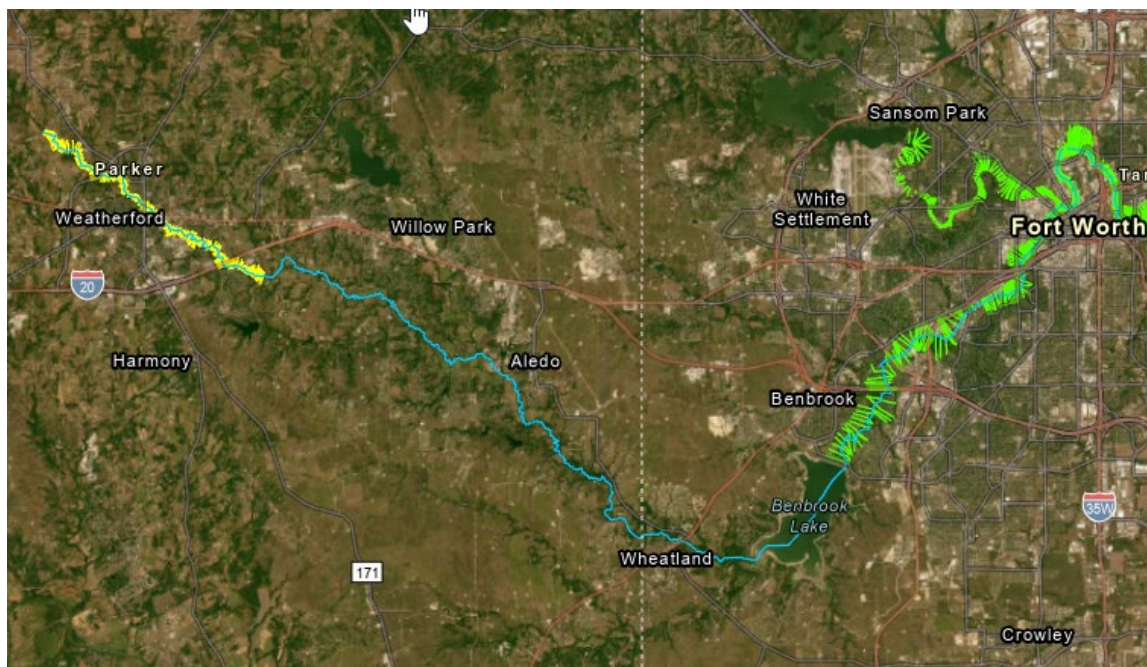 Sansom Park
Parker
Tar
White
Settlement
Weatherford
Willow Park
Fort Worth
20
Harmony
Aledo
Benbrook
Benbrook
Lake
35W
Wheatland
171
Crowley